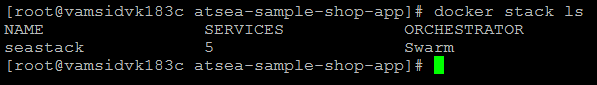 [root@vamsidvk183c atsea-sample-shop-app]# docker stack ls
NAME SERVICES ORCHESTRATOR
seastack 5 Swarm
[root@vamsidvk183c atsea-sample-shop-app]#